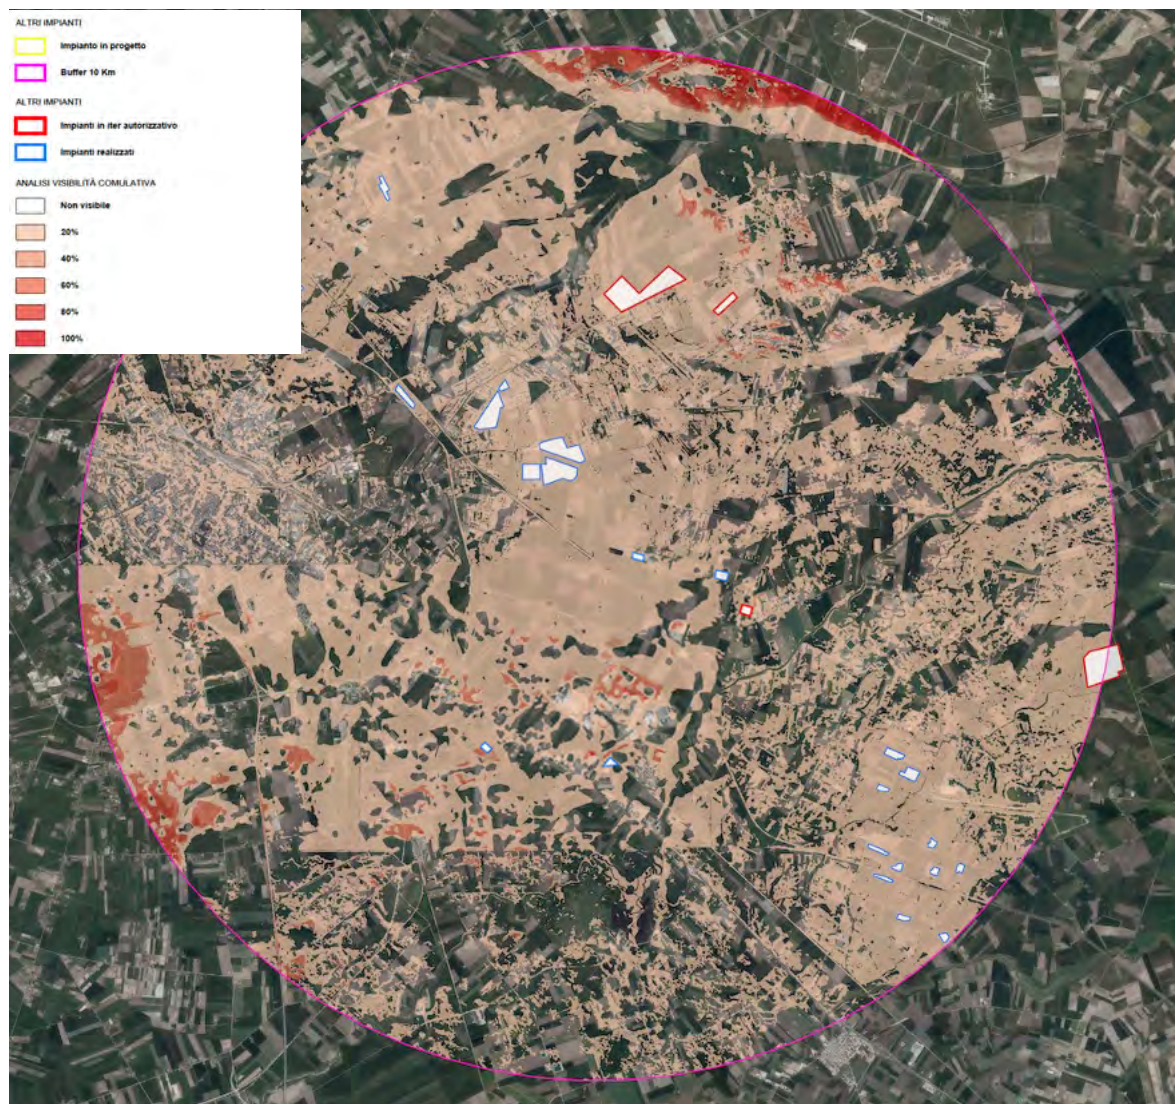 ALTRI IMPIANTI
Impianto in progetto
Buffer 10 Km
ALTRI IMPIANTI
Impianti in iter autorizzativo
Impianti realizzati
ANALISI VISIBILITÀ COMULATIVA
Non visibile
20%
40%
60%
80%
100%